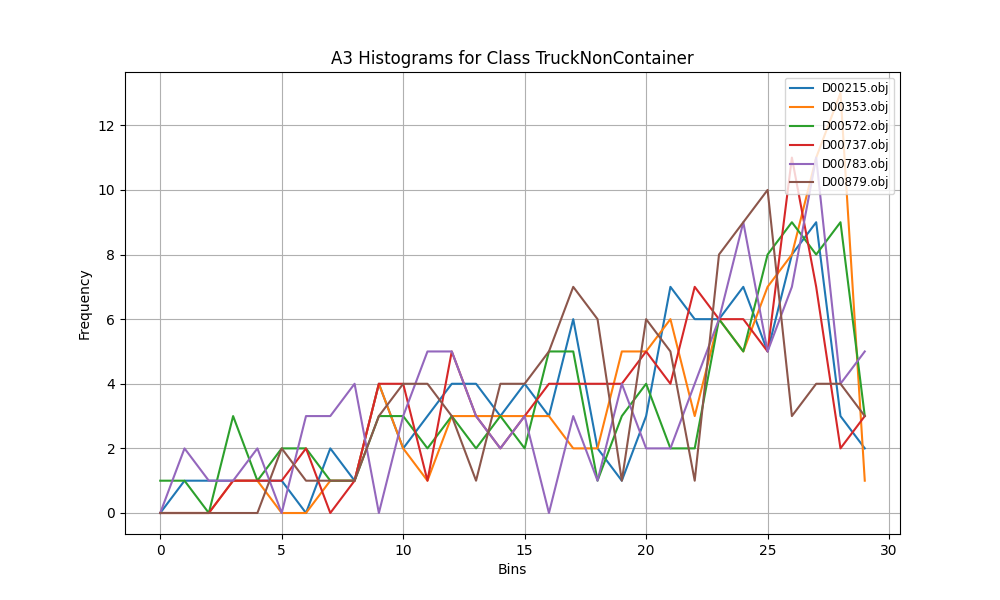 A3 Histograms for Class TruckNonContainer
D00215.obj
D00353.obj
D00572.obj
D00737.obj
D00783.obj
D00879.obj
Frequency
12
10
8
6
4
2
0
0 5 10 15 20 25 30
Bins